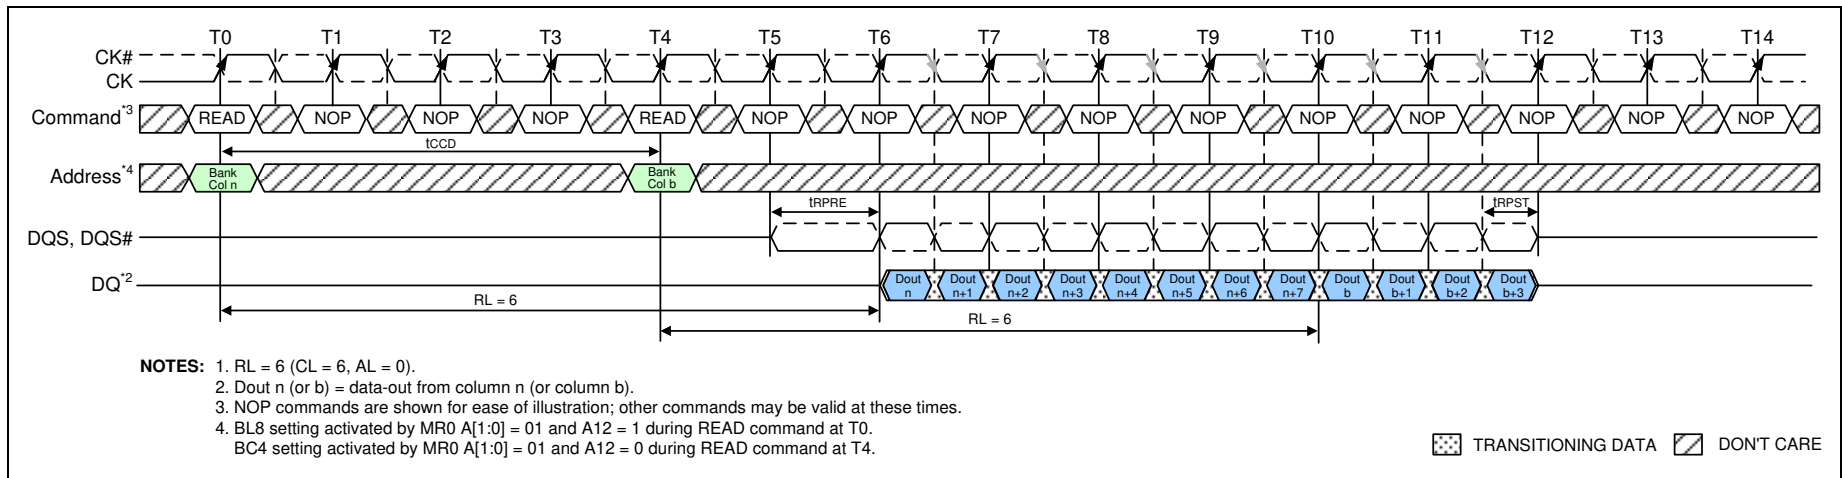 T0 T1 T2 T3 T4 T5 T6 T7 T8 T9 T10 T11 T12 T13 T14
CK#
CK
Command*3 READ NOP NOP NOP READ NOP NOP NOP NOP NOP NOP NOP NOP NOP NOP
tCCD
Address*4 Bank Col n Bank Col b
tRPRE tRPST
DQS, DQS#
DQ*2 Dout n Dout n+1 Dout n+2 Dout n+3 Dout n+4 Dout n+5 Dout n+6 Dout n+7 Dout b Dout b+1 Dout b+2 Dout b+3
RL = 6
RL = 6
NOTES: 1. RL = 6 (CL = 6, AL = 0).
2. Dout n (or b) = data-out from column n (or column b).
3. NOP commands are shown for ease of illustration; other commands may be valid at these times.
4. BL8 setting activated by MR0 A[1:0] = 01 and A12 = 1 during READ command at T0.
BC4 setting activated by MR0 A[1:0] = 01 and A12 = 0 during READ command at T4.
TRANSITIONING DATA DON'T CARE